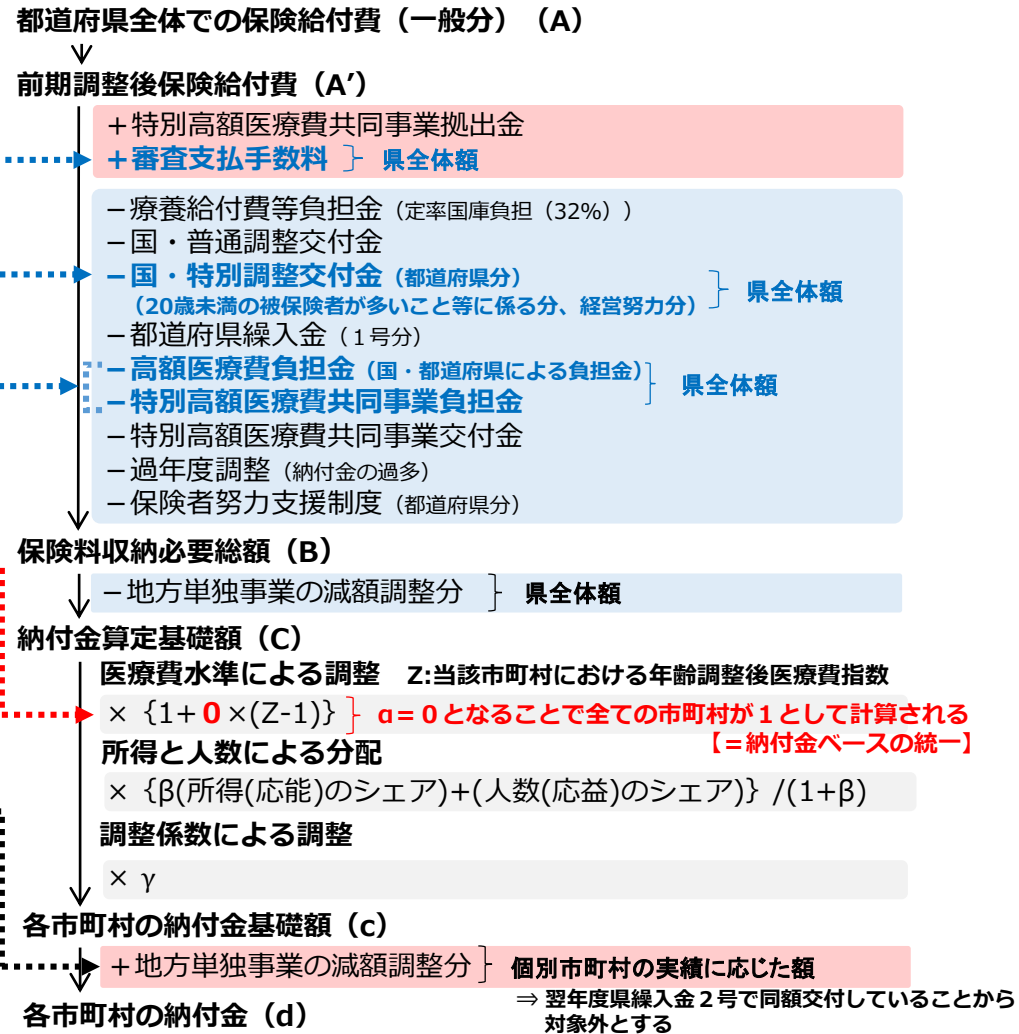 都道府県全体での保険給付費（一般分）（A）
前期調整後保険給付費（A′）
＋特別高額医療費共同事業拠出金
＋審査支払手数料 県全体額
－療養給付費等負担金（定率国庫負担（32%））
－国・普通調整交付金
－国・特別調整交付金（都道府県分）
（20歳未満の被保険者が多いこと等に係る分、経営努力分） 県全体額
－都道府県繰入金（１号分）
－高額医療費負担金（国・都道府県による負担金）
－特別高額医療費共同事業負担金 県全体額
－特別高額医療費共同事業交付金
－過年度調整（納付金の過多）
－保険者努力支援制度（都道府県分）
保険料収納必要総額（B）
－地方単独事業の減額調整分 県全体額
納付金算定基礎額（C）
医療費水準による調整 Z:当該市町村における年齢調整後医療費指数
×｛1+0×(Z-1)｝ α＝０となることで全ての市町村が１として計算される
【＝納付金ベースの統一】
所得と人数による分配
×｛β(所得(応能)のシェア)+(人数(応益)のシェア)｝/(1+β)
調整係数による調整
× γ
各市町村の納付金基礎額（c）
＋地方単独事業の減額調整分 個別市町村の実績に応じた額
⇒ 翌年度県繰入金２号で同額交付していることから
対象外とする
各市町村の納付金（d）